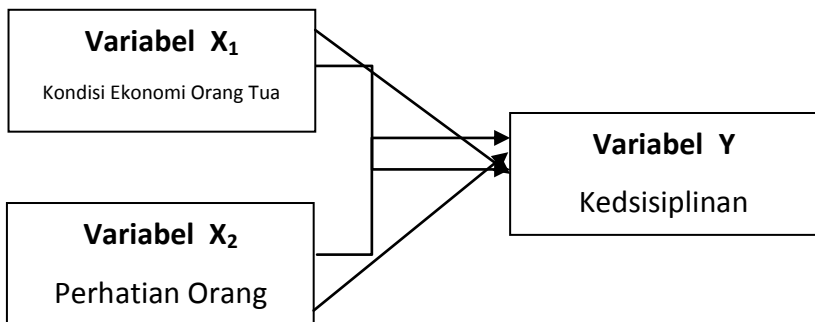 Variabel X₁
Kondisi Ekonomi Orang Tua
Variabel Y
Kedsisiplinan
Variabel X₂
Perhatian Orang